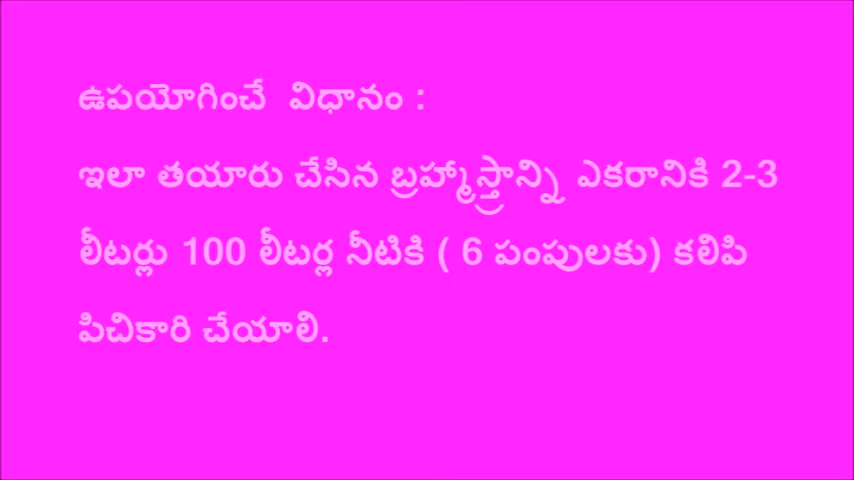 ఉపయోగించే విధానం :
ఇలా తయారు చేసిన బ్రహ్మాస్త్రాన్ని ఎకరానికి 2-3
లీటర్లు 100 లీటర్ల నీటికి ( 6 పంపులకు) కలిపి
పిచికారి చేయాలి.